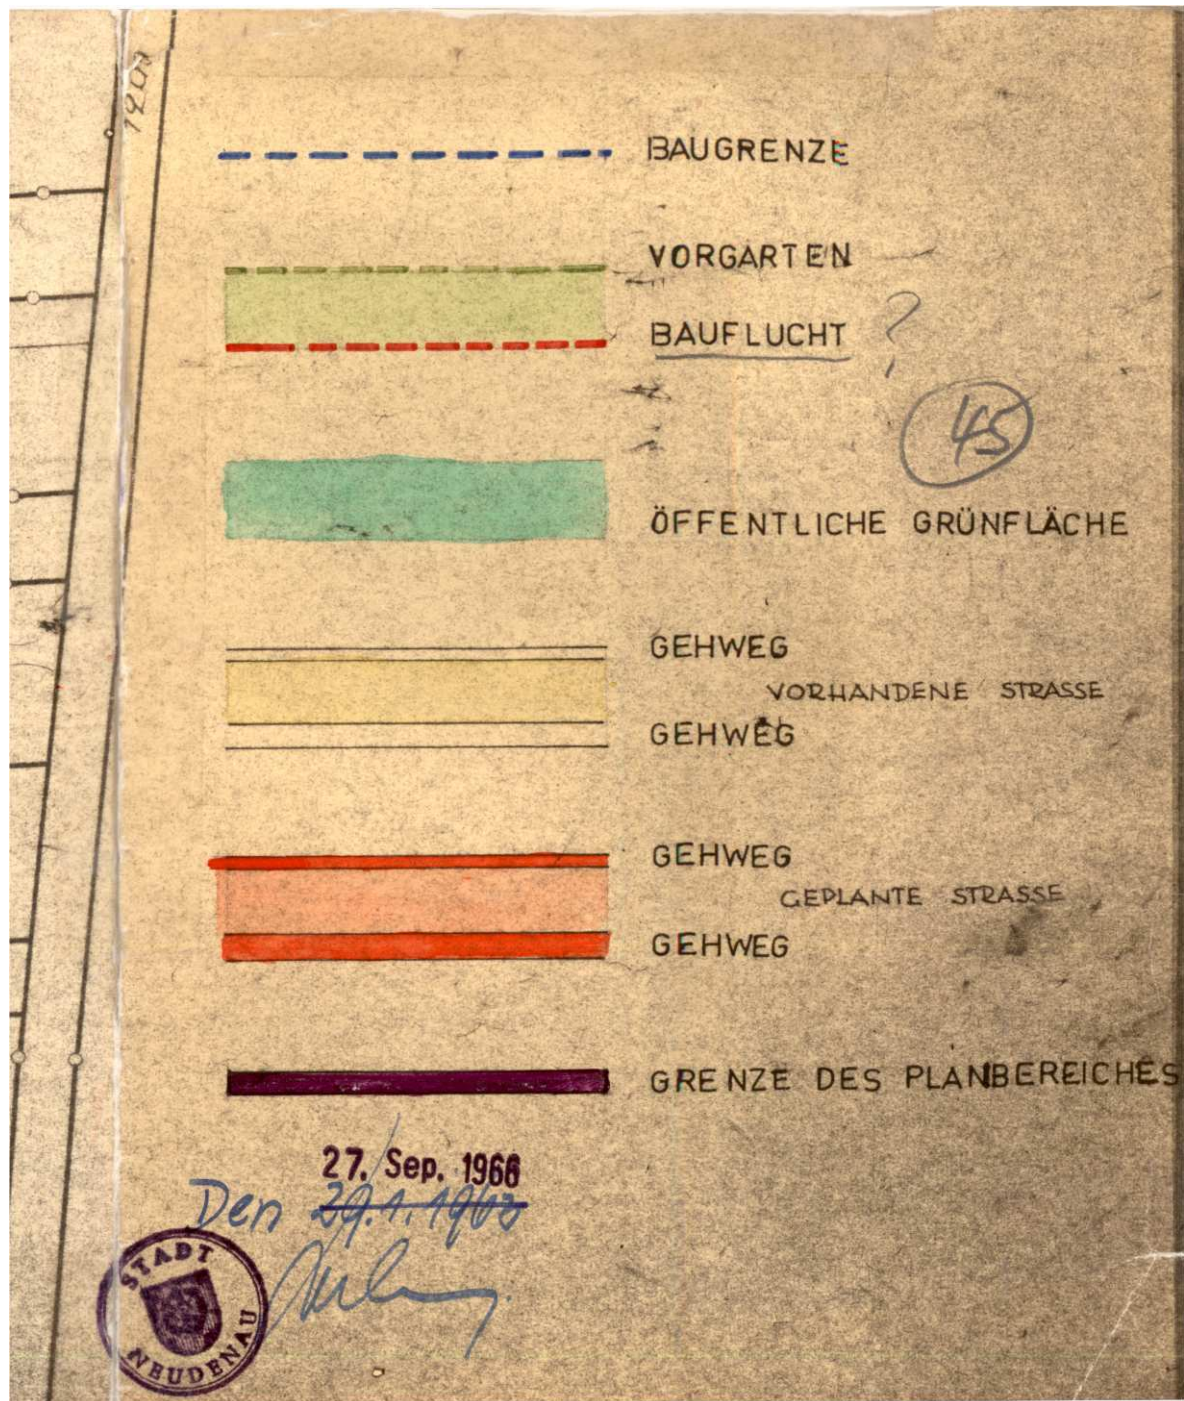 BAUGRENZE
VORGARTEN
BAUFLUCHT ?
45
ÖFFENTLICHE GRÜNFLÄCHE
GEHWEG
VORHANDENE STRASSE
GEHWEG
GEHWEG
GEPLANTE STRASSE
GEHWEG
GRENZE DES PLANBEREICHES
27. Sep. 1966
Den
STADT
NEUDENAU